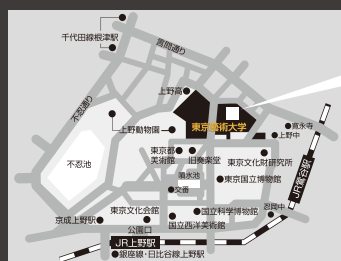 千代田線根津駅
言問通り
不忍通り
上野高
東京藝術大学
上野動物園
寛永寺
上野中
東京都
美術館
旧奏楽堂
東京文化財研究所
不忍池
噴水池
東京国立博物館
JR鶯谷駅
交番
忍岡中
京成上野駅
東京文化会館
国立科学博物館
公園口
国立西洋美術館
JR上野駅
銀座線・日比谷線上野駅